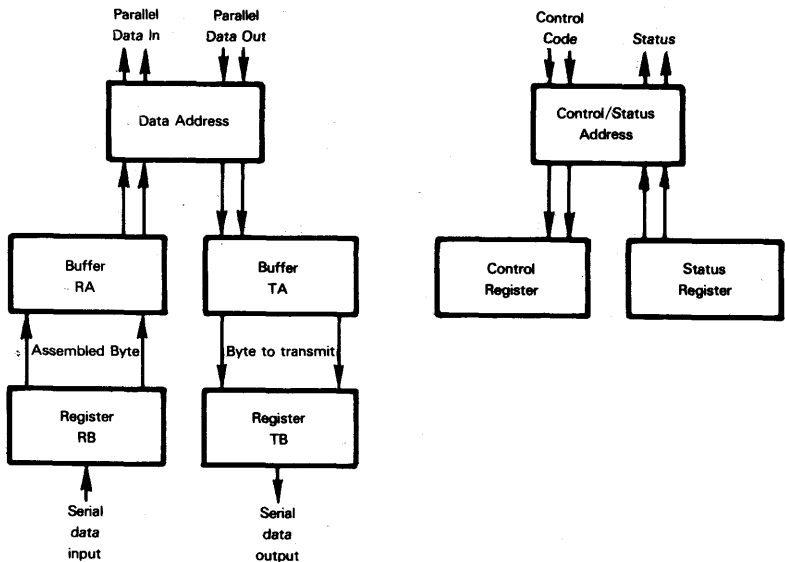 Parallel
Data In
Parallel
Data Out
Data Address
Buffer
RA
Buffer
TA
Assembled Byte
Byte to transmit
Register
RB
Register
TB
Serial
data
input
Serial
data
output
Control
Code
Status
Control/Status
Address
Control
Register
Status
Register